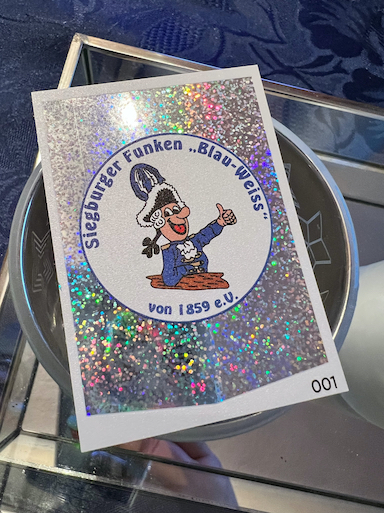 Siegburger Funken „Blau-Weiss“
von 1859 e.V.
001